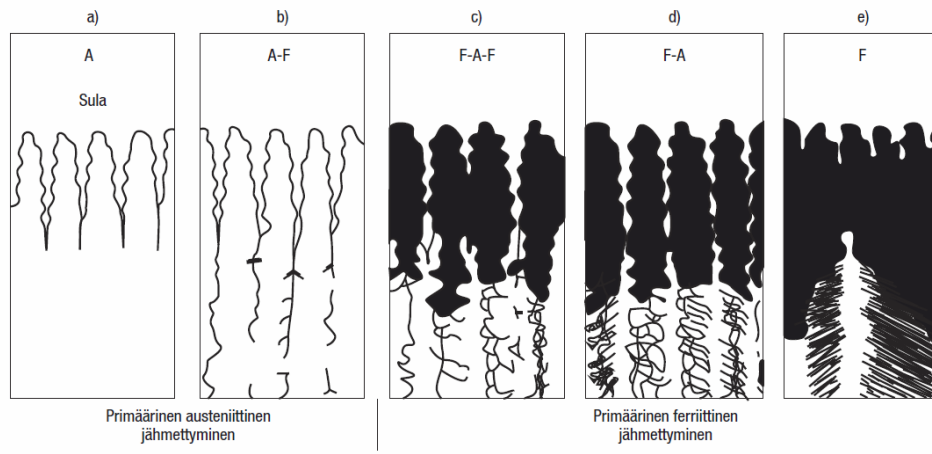 a)
b)
c)
d)
e)
A
A-F
F-A-F
F-A
F
Sula
Primäärinen austeniittinen
jähmettyminen
Primäärinen ferriittinen
jähmettyminen